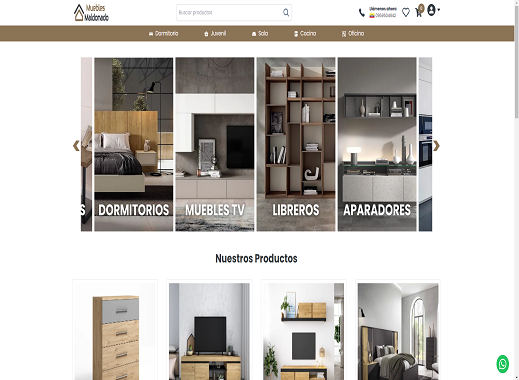 Muebles
Maldonado
Buscar productos
Llámenos ahora
0
Dormitorio
Juvenil
Sala
Cocina
Oficina
S
DORMITORIOS
MUEBLES TV
LIBREROS
APARADORES
Nuestros Productos